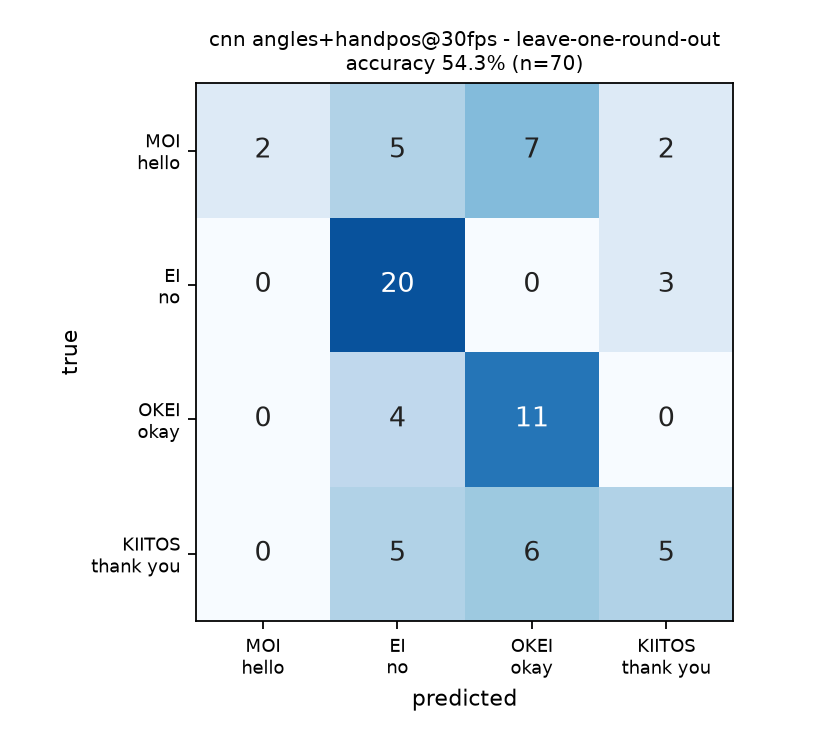 cnn angles+handpos@30fps - leave-one-round-out
accuracy 54.3% (n=70)
MOI
hello
2 5 7 2
EI
no
0 20 0 3
true
OKEI
okay
0 4 11 0
KIITOS
thank you
0 5 6 5
MOI EI OKEI KIITOS
hello no okay thank you
predicted